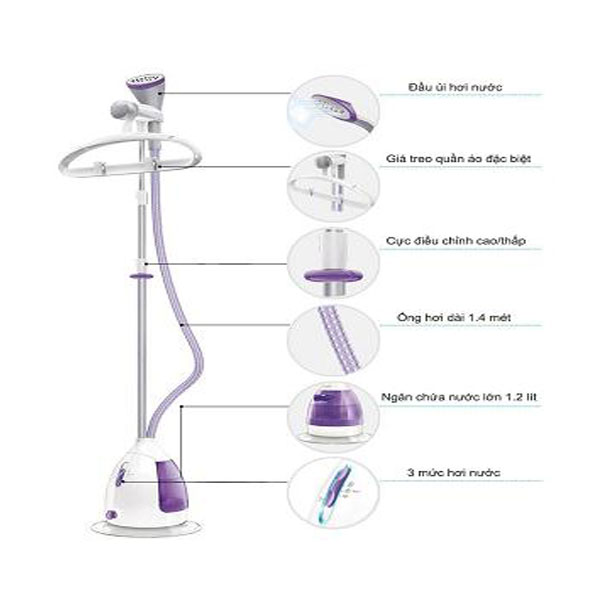 Đầu ủi hơi nước
Giá treo quần áo đặc biệt
Cực điều chỉnh cao/thấp
Ống hơi dài 1.4 mét
Ngăn chứa nước lớn 1.2 lít
3 mức hơi nước